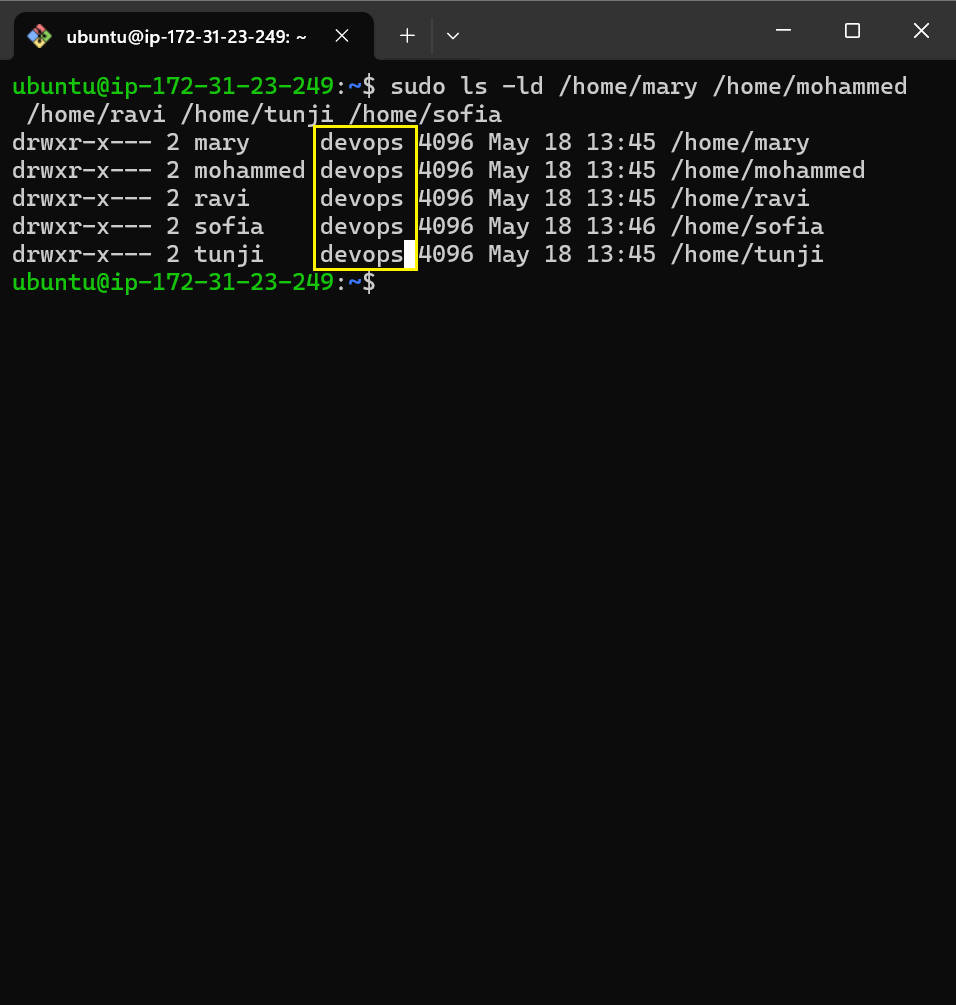 ubuntu@ip-172-31-23-249: ~
ubuntu@ip-172-31-23-249:~$ sudo ls -ld /home/mary /home/mohammed
 /home/ravi /home/tunji /home/sofia
drwxr-x--- 2 mary     devops 4096 May 18 13:45 /home/mary
drwxr-x--- 2 mohammed devops 4096 May 18 13:45 /home/mohammed
drwxr-x--- 2 ravi     devops 4096 May 18 13:45 /home/ravi
drwxr-x--- 2 sofia    devops 4096 May 18 13:46 /home/sofia
drwxr-x--- 2 tunji    devops 4096 May 18 13:45 /home/tunji
ubuntu@ip-172-31-23-249:~$